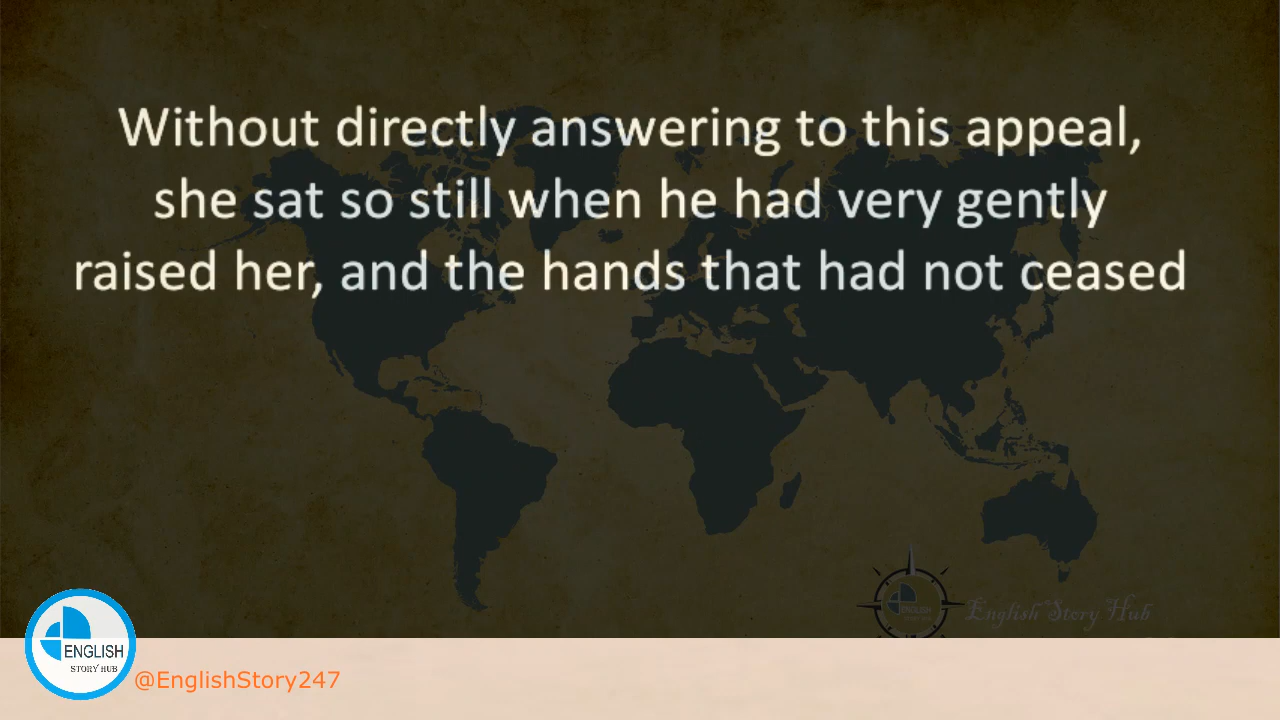 Without directly answering to this appeal,
she sat so still when he had very gently
raised her, and the hands that had not ceased
English Story Hub
ENGLISH
STORY HUB
@EnglishStory247